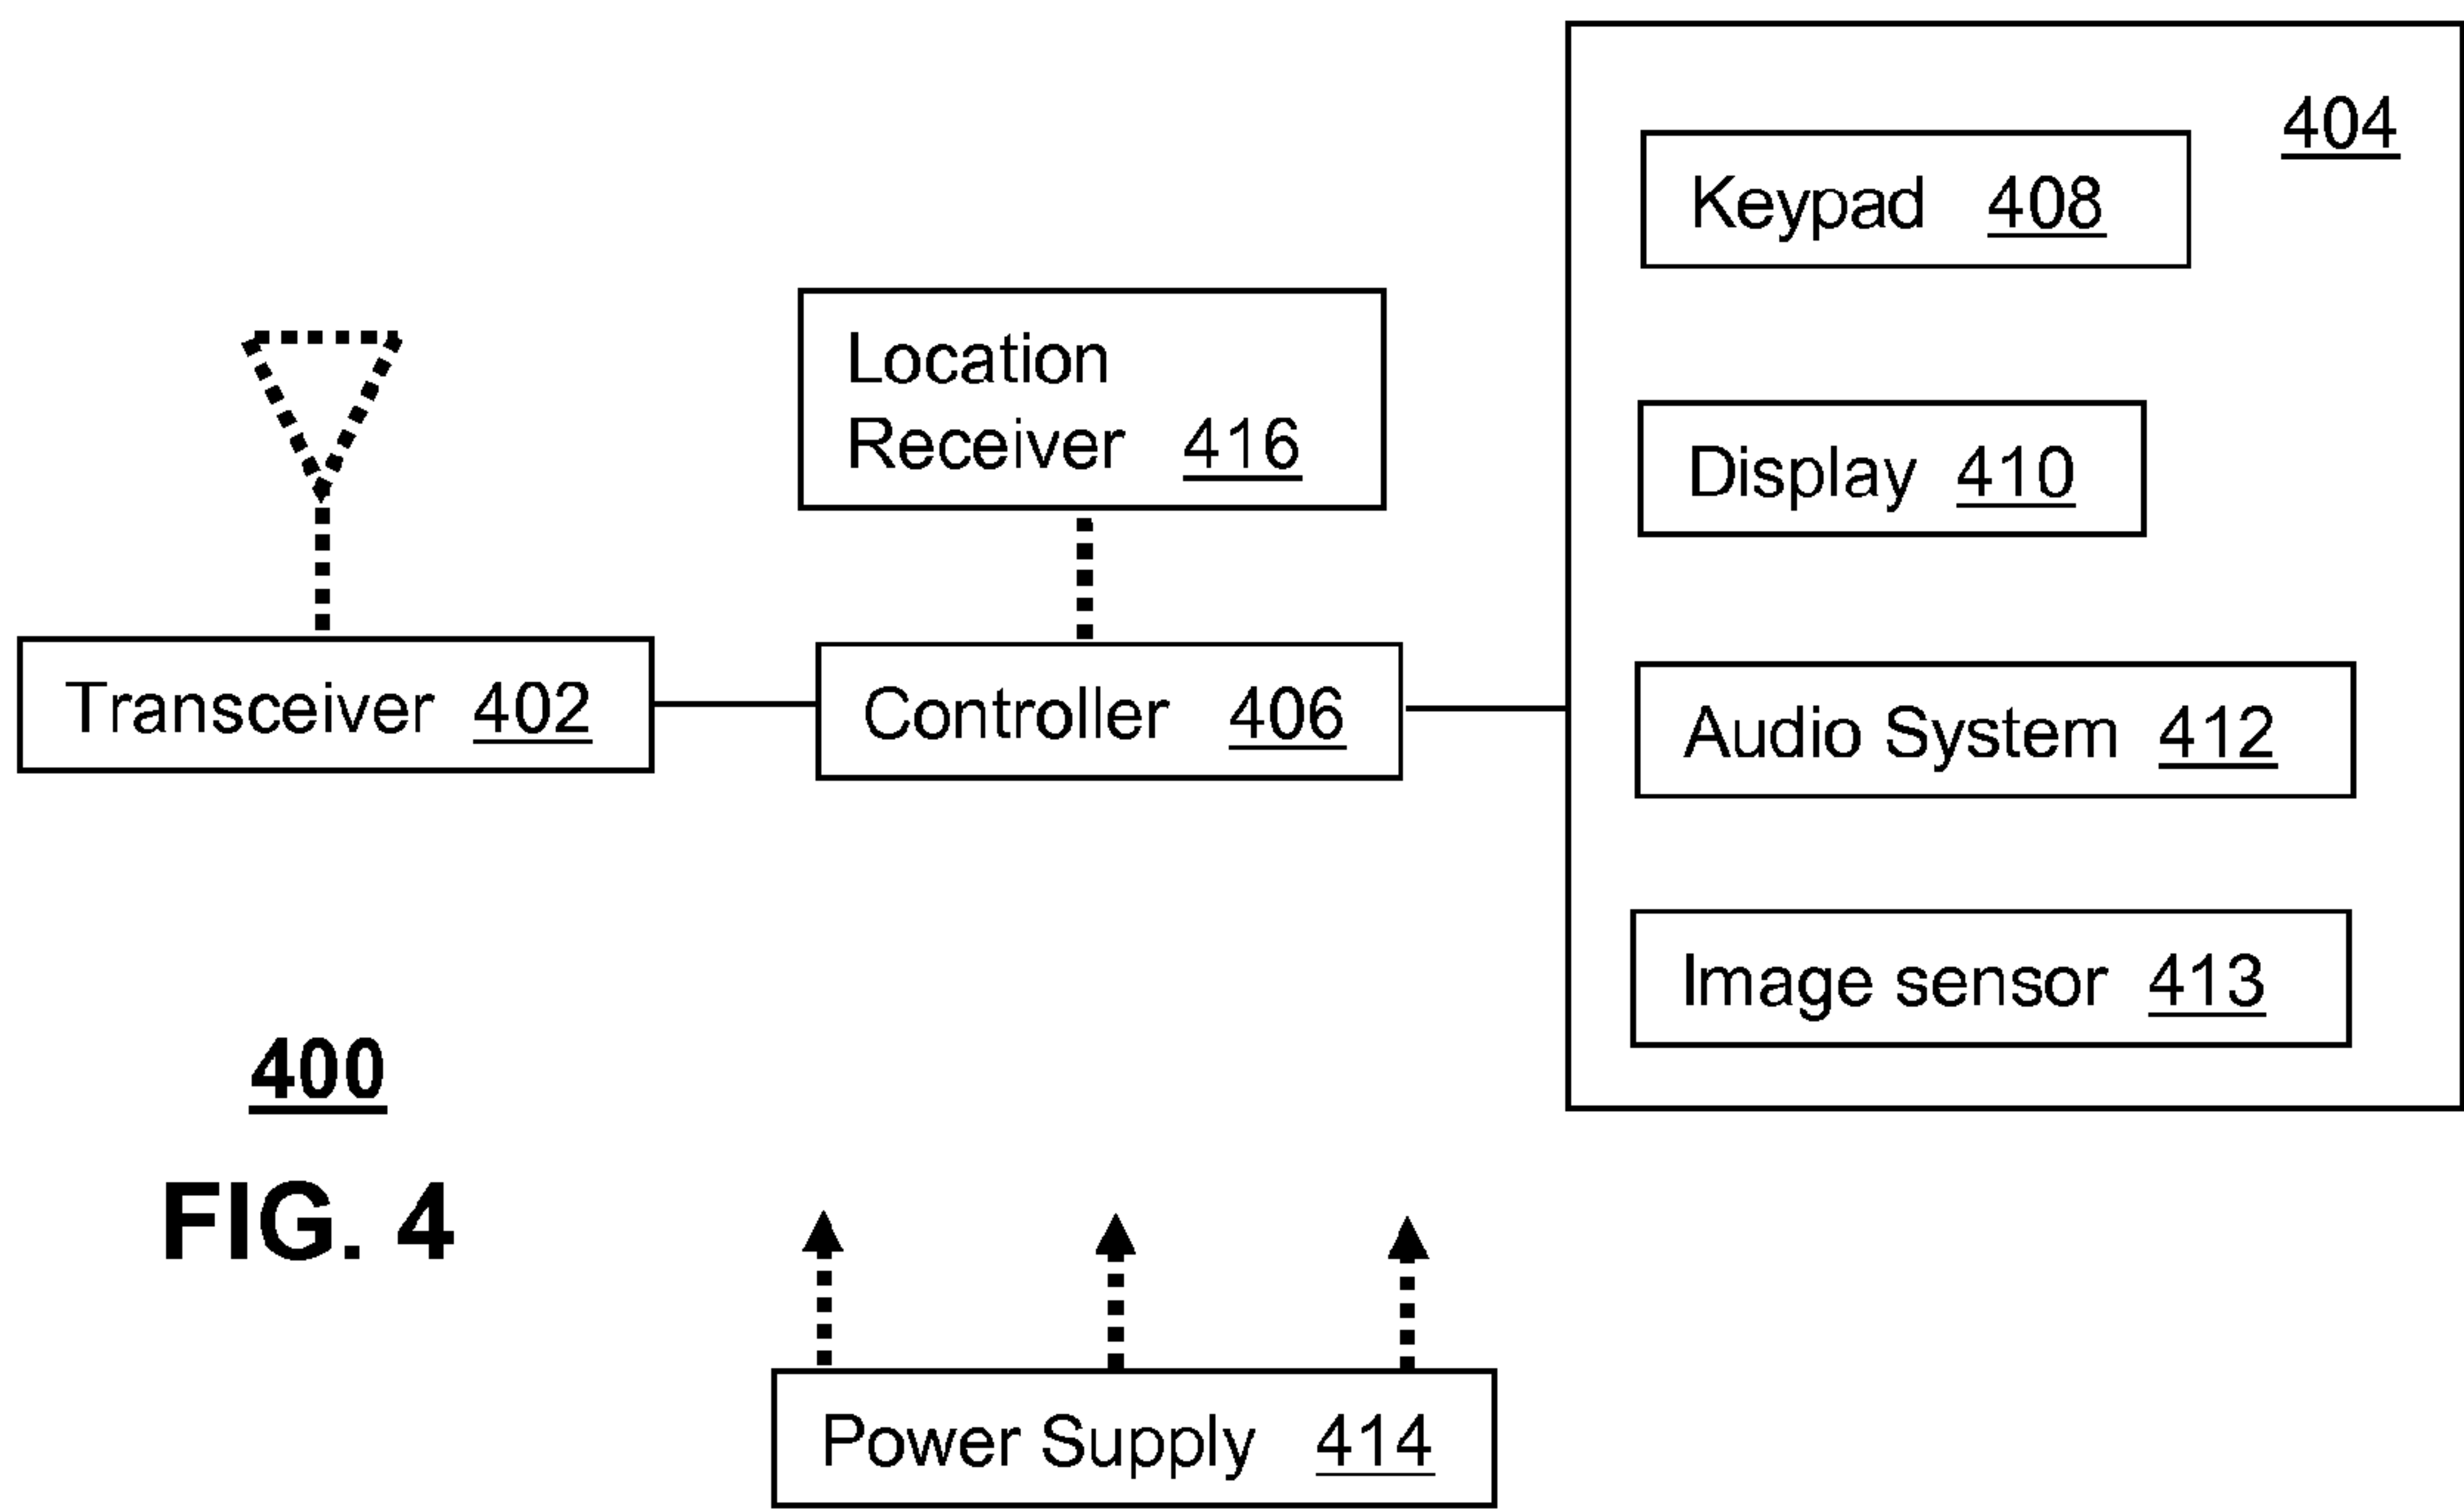 404
Keypad 408
Location
Receiver 416
Display 410
Transceiver 402
Controller 406
Audio System 412
Image sensor 413
400
FIG. 4
Power Supply 414